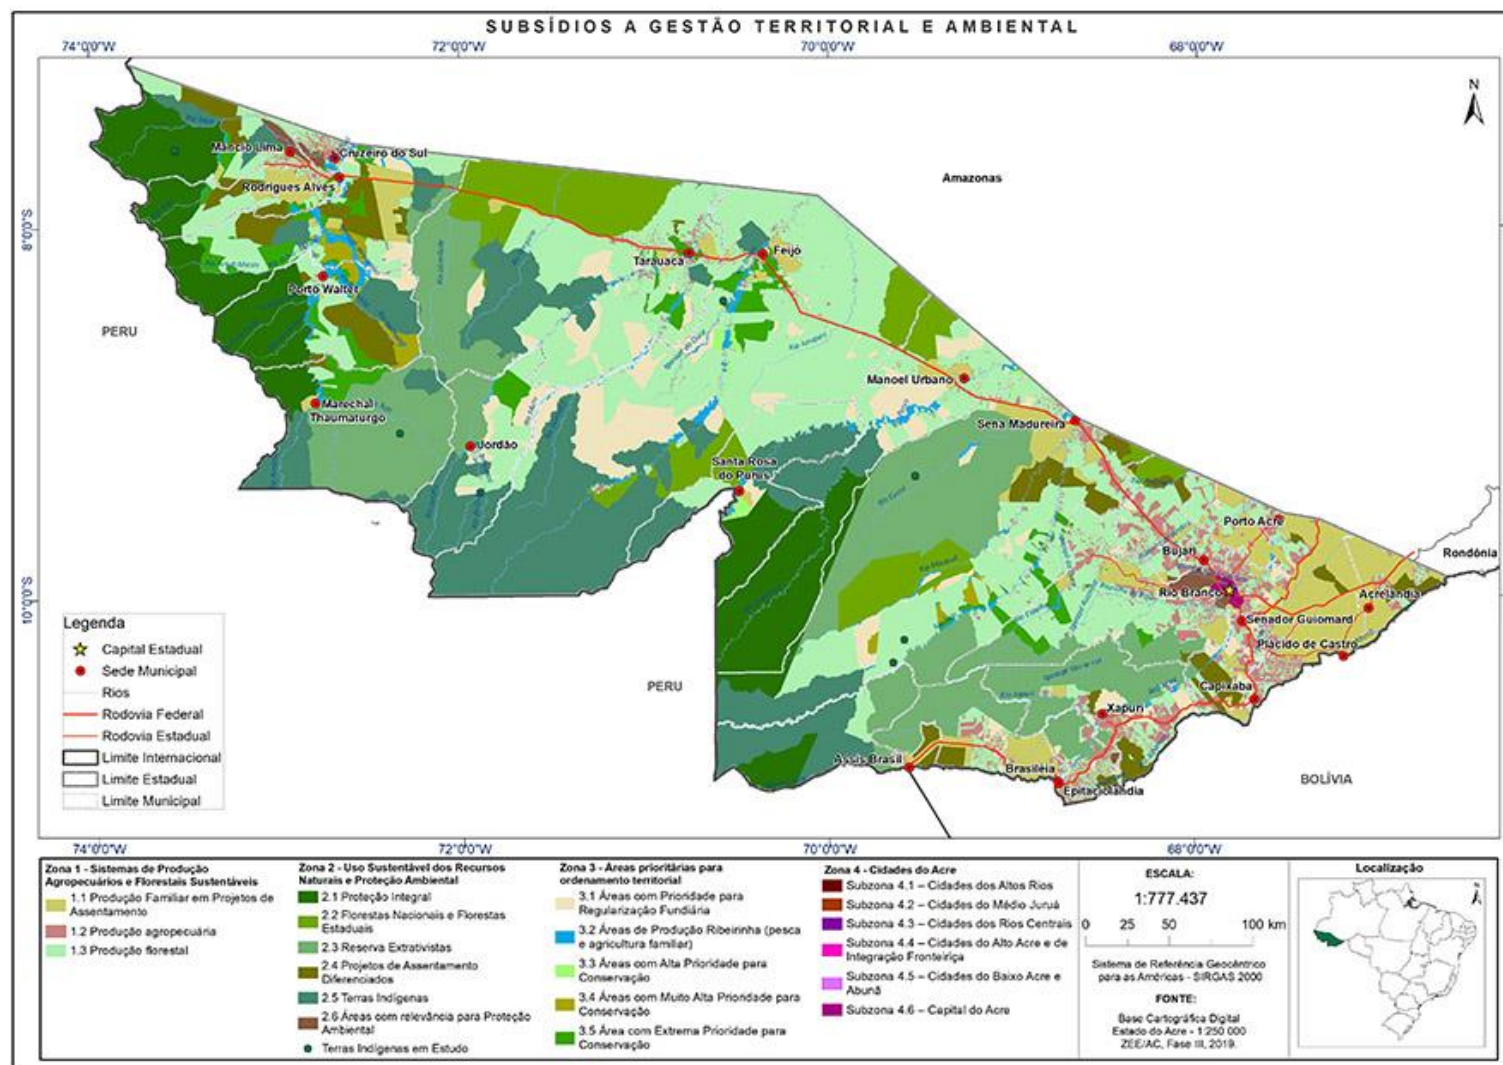 SUBSÍDIOS A GESTÃO TERRITORIAL E AMBIENTAL
74°0'0"W
72°0'0"W
70°0'0"W
68°0'0"W
N
Mâncio Lima
Cruzeiro do Sul
Rodrigues Alves
Amazonas
8°0'0"S
Tarauacá
Feijó
Porto Walter
PERU
Manoel Urbano
Marechal
Thaumaturgo
Sena Madureira
Jordão
Santa Rosa
do Purus
Porto Acre
Bujari
Rondônia
Rio Branco
Acrelândia
10°0'0"S
Senador Guiomard
Plácido de Castro
Capixaba
PERU
Xapuri
Assis Brasil
Brasiléia
Epitaciolândia
BOLÍVIA
Legenda
Capital Estadual
Sede Municipal
Rios
Rodovia Federal
Rodovia Estadual
Limite Internacional
Limite Estadual
Limite Municipal
74°0'0"W
72°0'0"W
70°0'0"W
68°0'0"W
Zona 1 - Sistemas de Produção
Agropecuários e Florestais Sustentáveis
1.1 Produção Familiar em Projetos de
Assentamento
1.2 Produção agropecuária
1.3 Produção florestal
Zona 2 - Uso Sustentável dos Recursos
Naturais e Proteção Ambiental
2.1 Proteção Integral
2.2 Florestas Nacionais e Florestas
Estaduais
2.3 Reserva Extrativistas
2.4 Projetos de Assentamento
Diferenciados
2.5 Terras Indígenas
2.6 Áreas com relevância para Proteção
Ambiental
Terras Indígenas em Estudo
Zona 3 - Áreas prioritárias para
ordenamento territorial
3.1 Áreas com Prioridade para
Regularização Fundiária
3.2 Áreas de Produção Ribeirinha (pesca
e agricultura familiar)
3.3 Áreas com Alta Prioridade para
Conservação
3.4 Áreas com Muito Alta Prioridade para
Conservação
3.5 Área com Extrema Prioridade para
Conservação
Zona 4 - Cidades do Acre
Subzona 4.1 – Cidades dos Altos Rios
Subzona 4.2 – Cidades do Médio Juruá
Subzona 4.3 – Cidades dos Rios Centrais
Subzona 4.4 – Cidades do Alto Acre e de
Integração Fronteiriça
Subzona 4.5 – Cidades do Baixo Acre e
Abunã
Subzona 4.6 – Capital do Acre
ESCALA:
1:777.437
0 25 50 100 km
Sistema de Referência Geocêntrico
para as Américas - SIRGAS 2000
FONTE:
Base Cartográfica Digital
Estado do Acre - 1:250 000
ZEE/AC, Fase III, 2019.
Localização
N